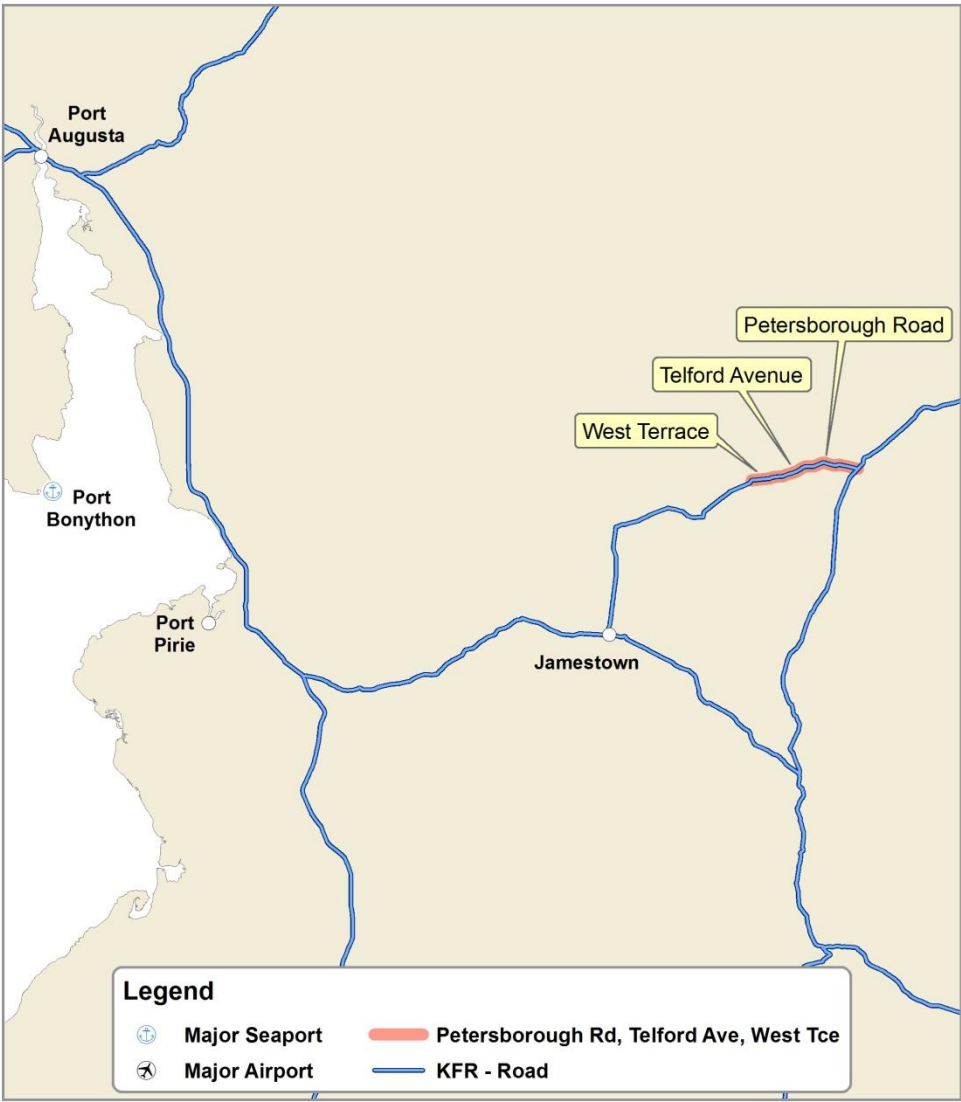 Port
Augusta
Petersborough Road
Telford Avenue
West Terrace
Port
Bonython
Port
Pirie
Jamestown
Legend
Major Seaport
Petersborough Rd, Telford Ave, West Tce
Major Airport
KFR - Road